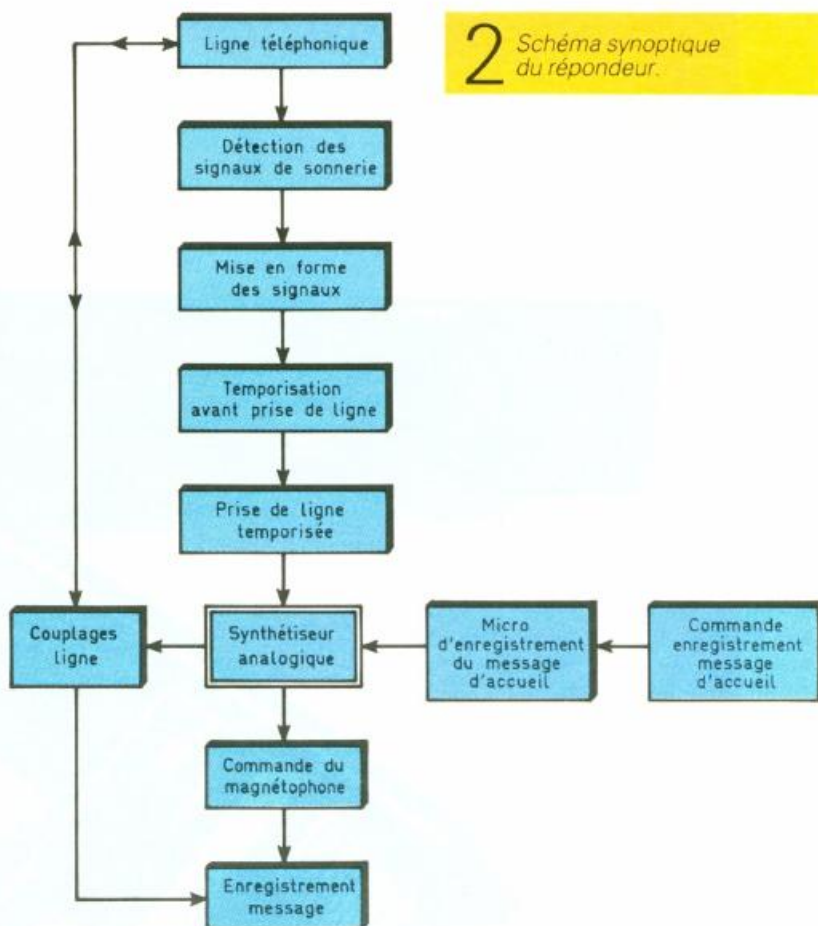 Ligne téléphonique
2 Schéma synoptique
du répondeur.
Détection des
signaux de sonnerie
Mise en forme
des signaux
Temporisation
avant prise de ligne
Prise de ligne
temporisée
Couplages
ligne
Synthétiseur
analogique
Micro
d'enregistrement
du message
d'accueil
Commande
enregistrement
message
d'accueil
Commande du
magnétophone
Enregistrement
message